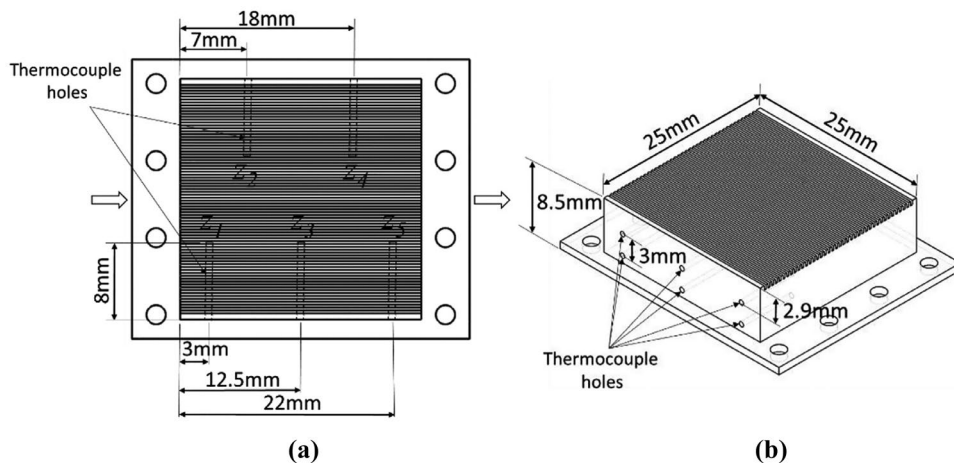 18mm
7mm
Thermocouple
holes
z2
z4
z1
z3
z5
8mm
3mm
12.5mm
22mm
(a)
25mm
25mm
8.5mm
3mm
2.9mm
Thermocouple
holes
(b)